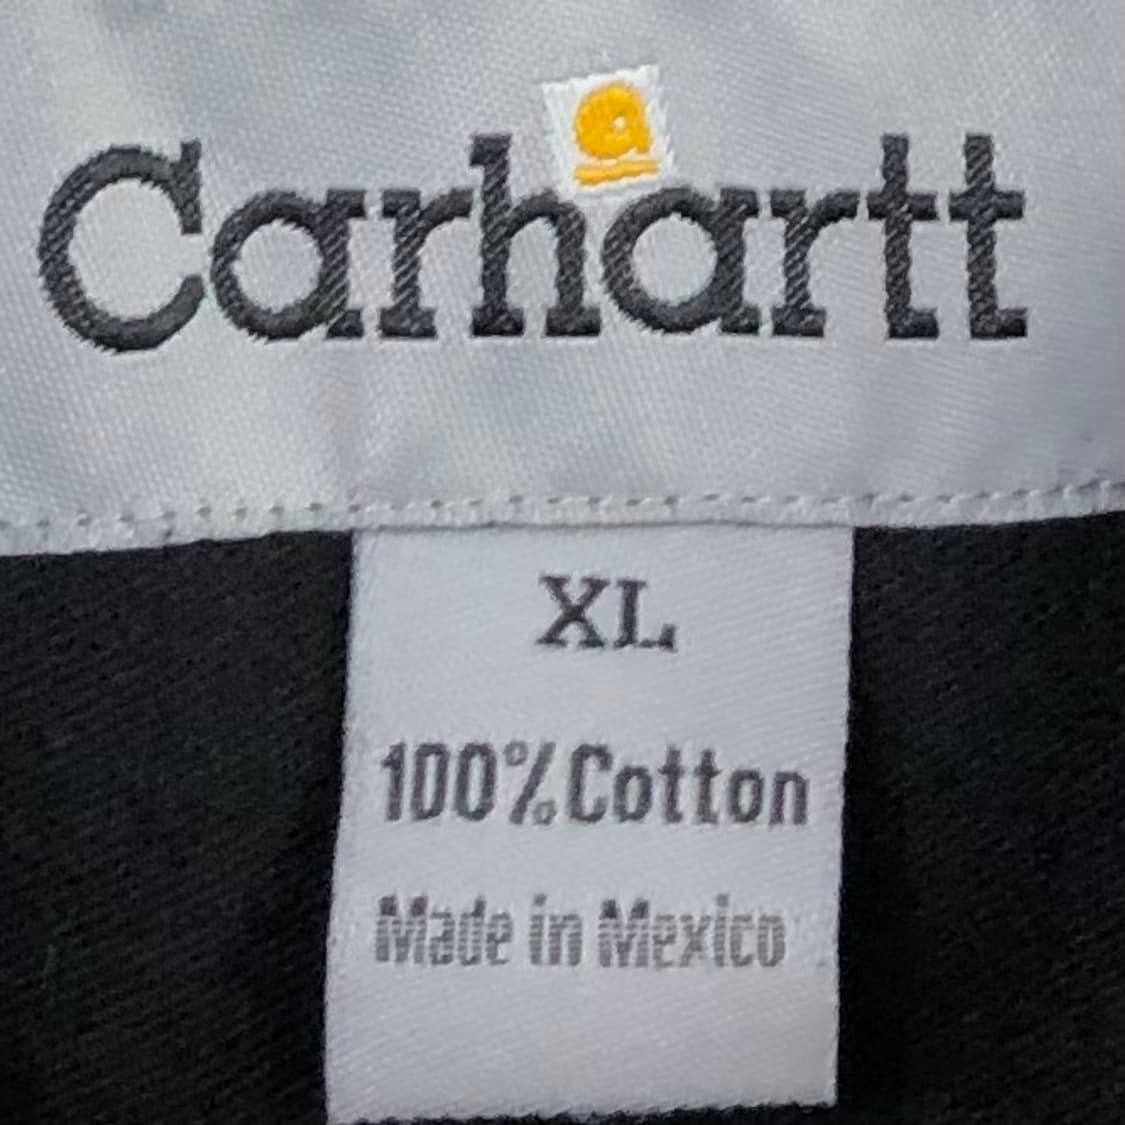 Carhartt
XL
100% Cotton
Made in Mexico